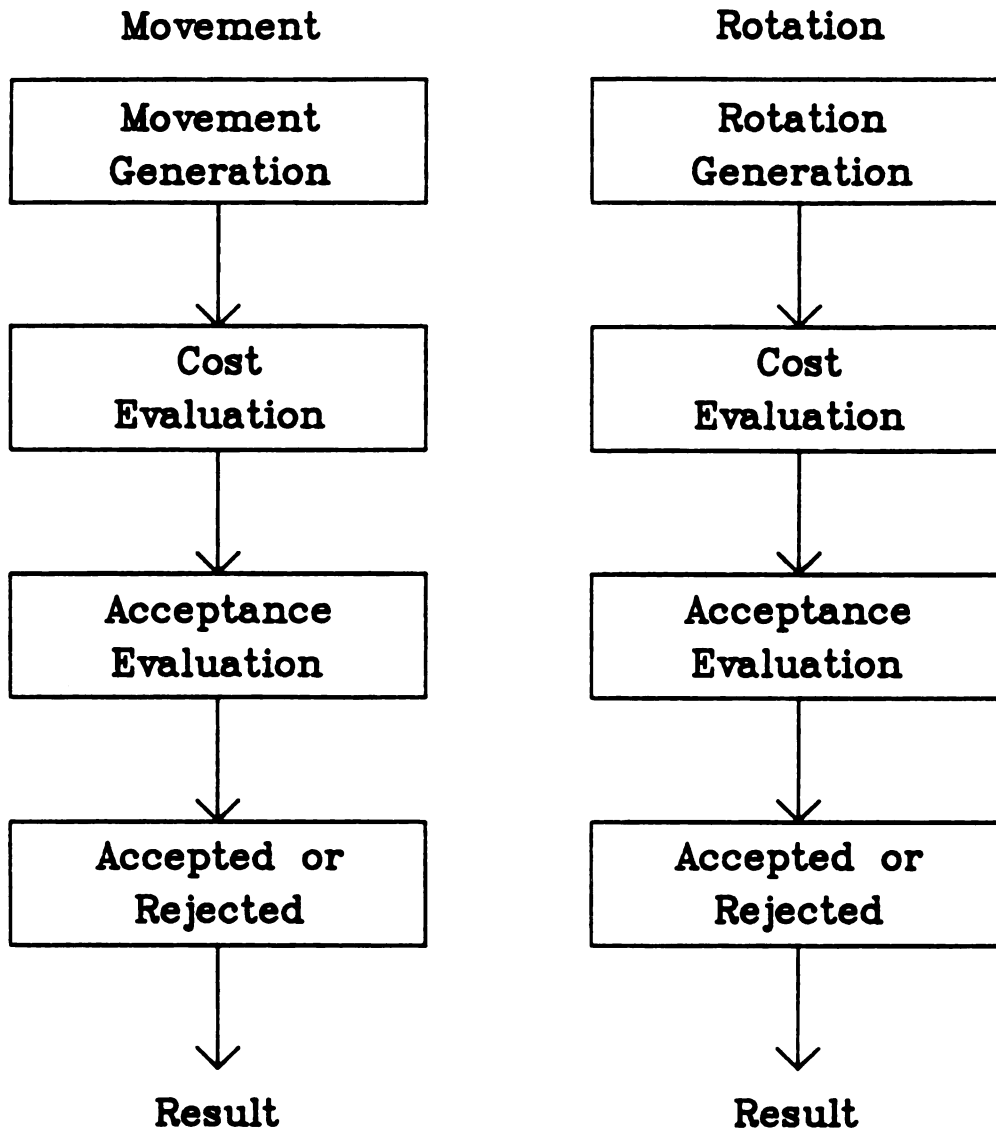 Movement
Movement
Generation
Cost
Evaluation
Acceptance
Evaluation
Accepted or
Rejected
Result
Rotation
Rotation
Generation
Cost
Evaluation
Acceptance
Evaluation
Accepted or
Rejected
Result